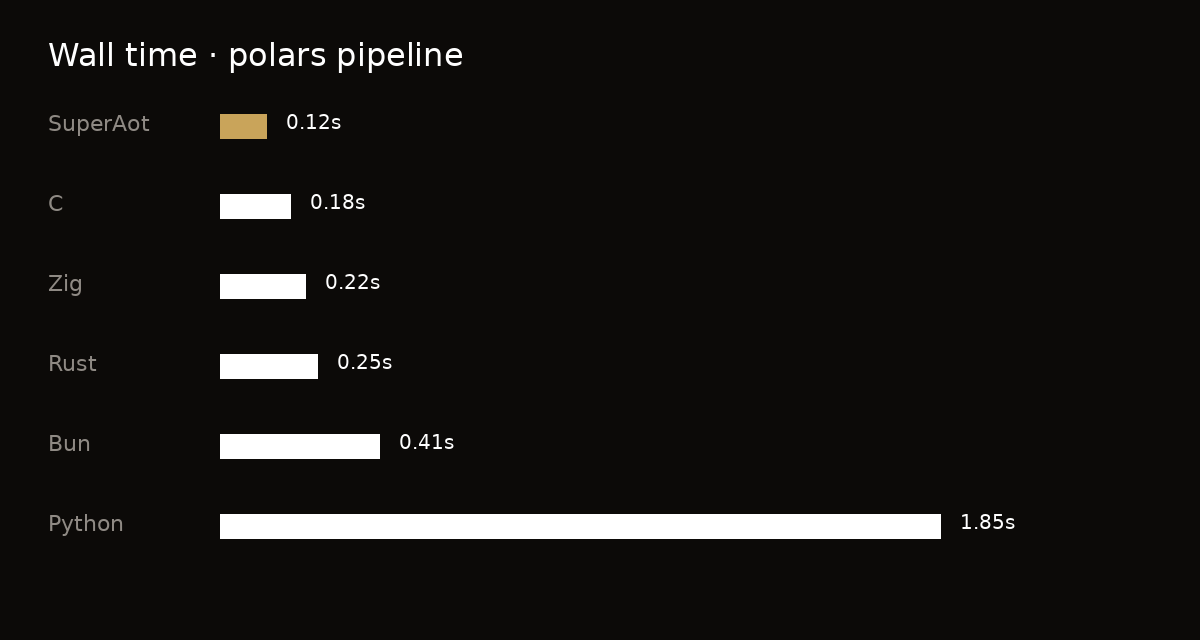 Wall time · polars pipeline
SuperAot 0.12s
C 0.18s
Zig 0.22s
Rust 0.25s
Bun 0.41s
Python 1.85s